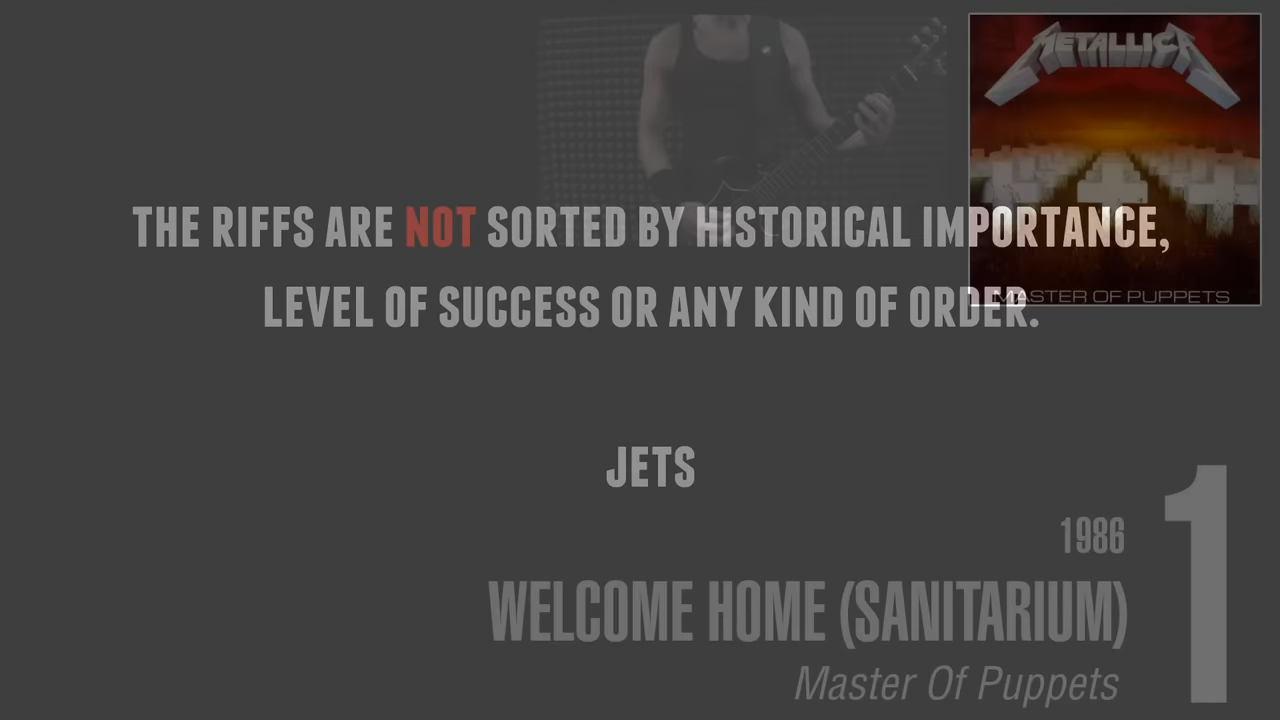 METALLICA
THE RIFFS ARE NOT SORTED BY HISTORICAL IMPORTANCE,
LEVEL OF SUCCESS OR ANY KIND OF ORDER.
MASTER OF PUPPETS
JETS
1986
WELCOME HOME (SANITARIUM)
Master Of Puppets
1